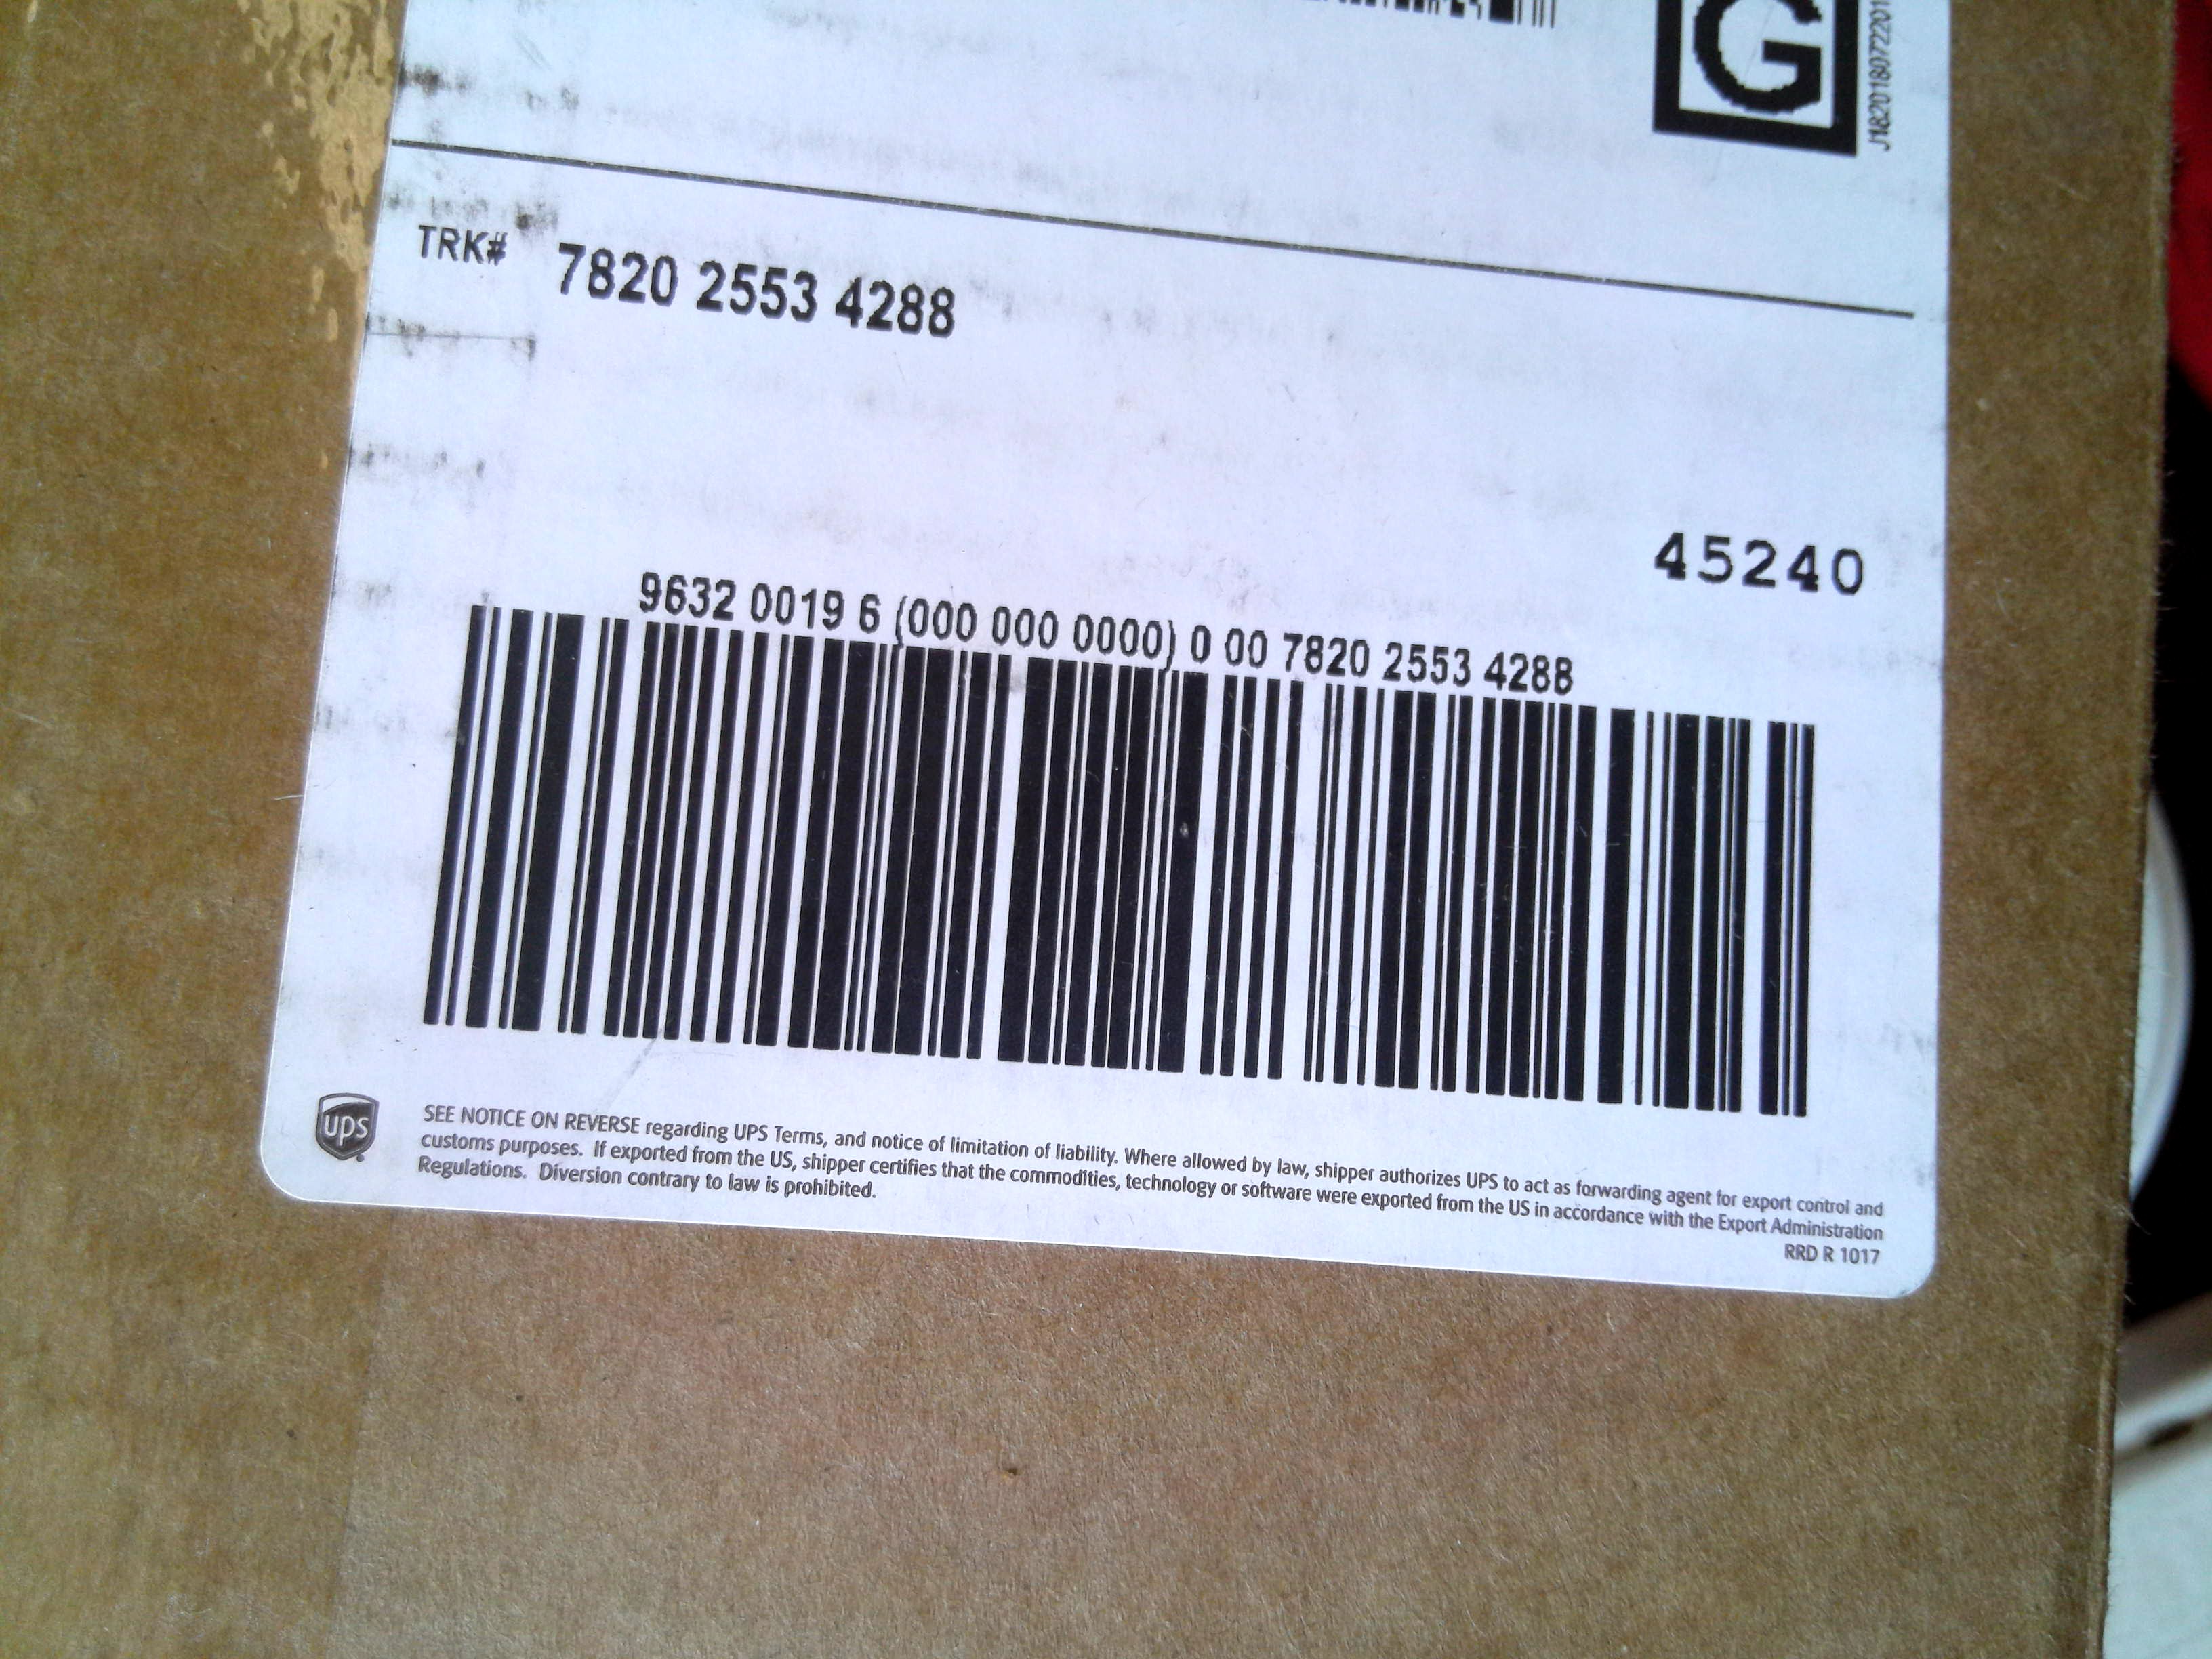 G
TRK# 7820 2553 4288
45240
9632 0019 6 (000 000 0000) 0 00 7820 2553 4288
ups
SEE NOTICE ON REVERSE regarding UPS Terms, and notice of limitation of liability. Where allowed by law, shipper authorizes UPS to act as forwarding agent for export control and
customs purposes. If exported from the US, shipper certifies that the commodities, technology or software were exported from the US in accordance with the Export Administration
Regulations. Diversion contrary to law is prohibited.
RRD R 1017